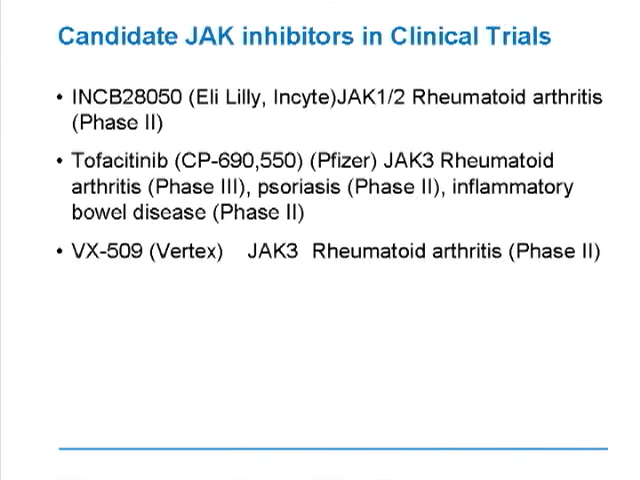 Candidate JAK inhibitors in Clinical Trials
• INCB28050 (Eli Lilly, Incyte)JAK1/2 Rheumatoid arthritis
(Phase II)
• Tofacitinib (CP-690,550) (Pfizer) JAK3 Rheumatoid
arthritis (Phase III), psoriasis (Phase II), inflammatory
bowel disease (Phase II)
• VX-509 (Vertex) JAK3 Rheumatoid arthritis (Phase II)